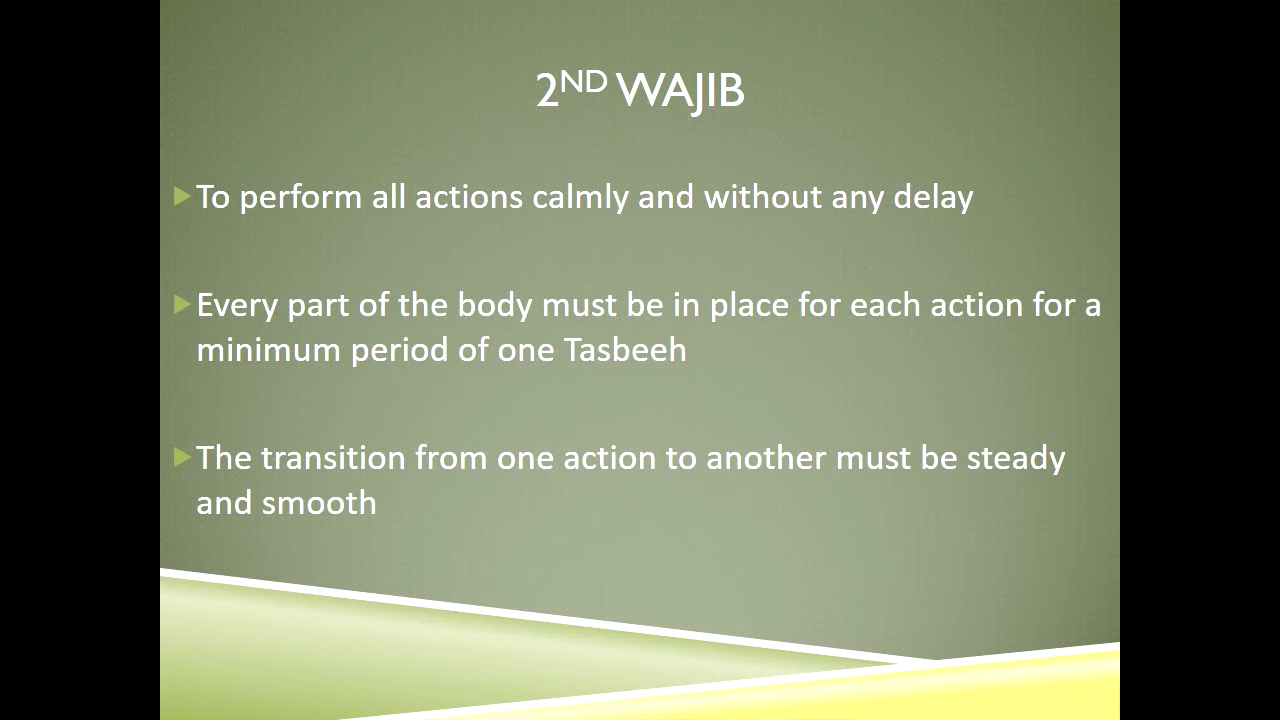 2ND WAJIB
To perform all actions calmly and without any delay
Every part of the body must be in place for each action for a
minimum period of one Tasbeeh
The transition from one action to another must be steady
and smooth